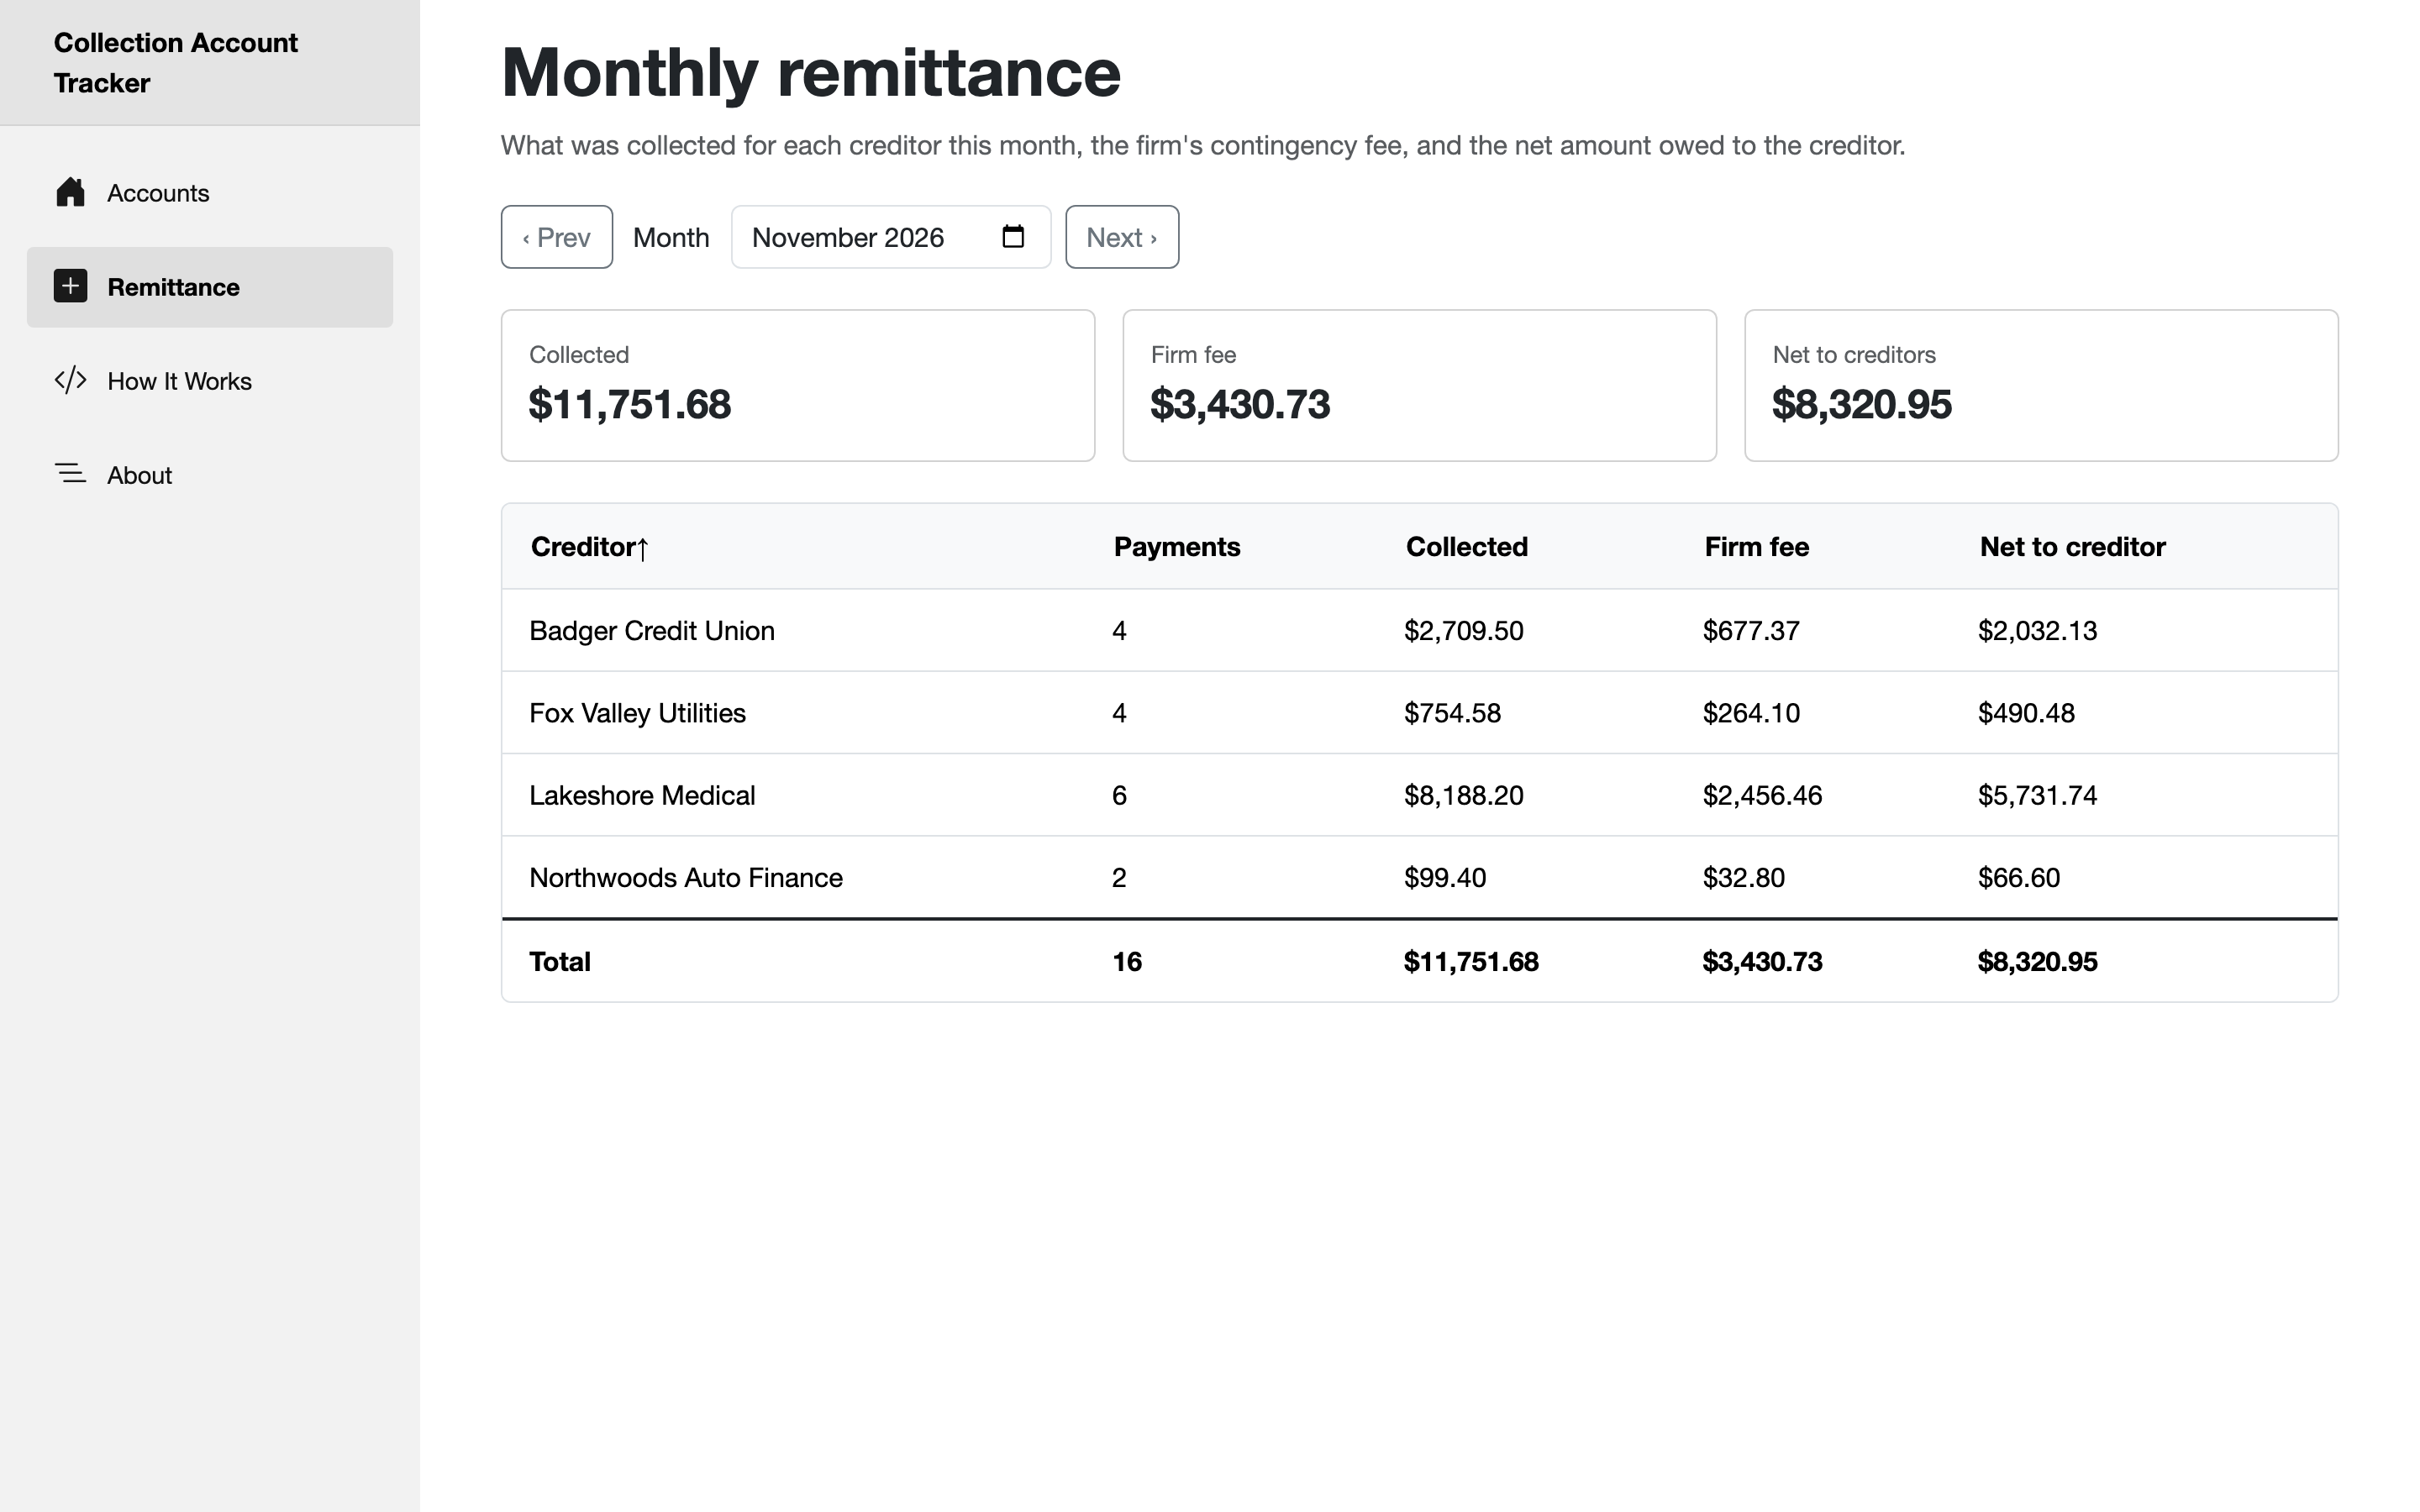 Collection Account
Tracker
Accounts
Remittance
How It Works
About
Monthly remittance
What was collected for each creditor this month, the firm's contingency fee, and the net amount owed to the creditor.
‹ Prev Month November 2026 Next ›
Collected Firm fee Net to creditors
$11,751.68 $3,430.73 $8,320.95
Creditor↑ Payments Collected Firm fee Net to creditor
Badger Credit Union 4 $2,709.50 $677.37 $2,032.13
Fox Valley Utilities 4 $754.58 $264.10 $490.48
Lakeshore Medical 6 $8,188.20 $2,456.46 $5,731.74
Northwoods Auto Finance 2 $99.40 $32.80 $66.60
Total 16 $11,751.68 $3,430.73 $8,320.95